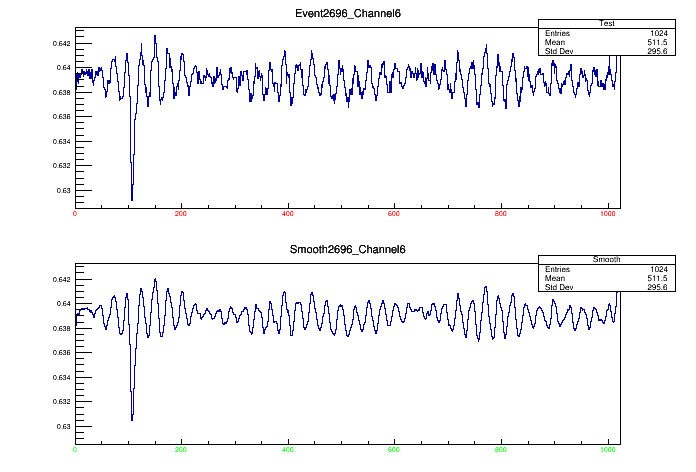 Event2696_Channel6
Test
Entries 1024
Mean 511.5
Std Dev 295.6
0.642
0.64
0.638
0.636
0.634
0.632
0.63
0 200 400 600 800 1000
Smooth2696_Channel6
Smooth
Entries 1024
Mean 511.5
Std Dev 295.6
0.642
0.64
0.638
0.636
0.634
0.632
0.63
0 200 400 600 800 1000